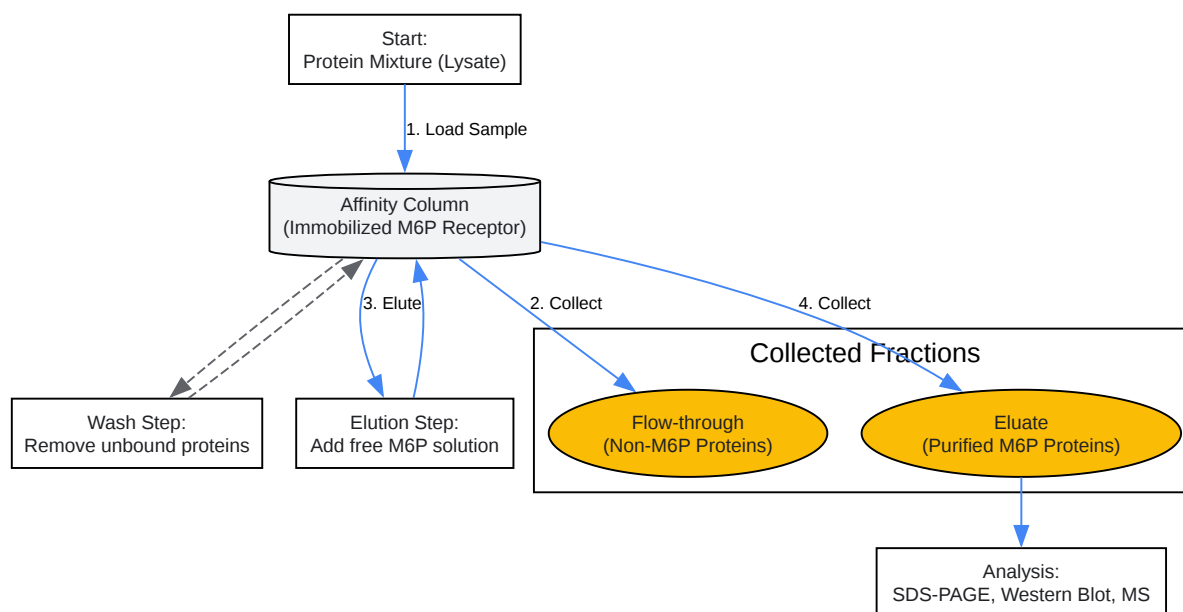 Start:
Protein Mixture (Lysate)
1. Load Sample
Affinity Column
(Immobilized M6P Receptor)
3. Elute
2. Collect
4. Collect
Collected Fractions
Wash Step:
Remove unbound proteins
Elution Step:
Add free M6P solution
Flow-through
(Non-M6P Proteins)
Eluate
(Purified M6P Proteins)
Analysis:
SDS-PAGE, Western Blot, MS